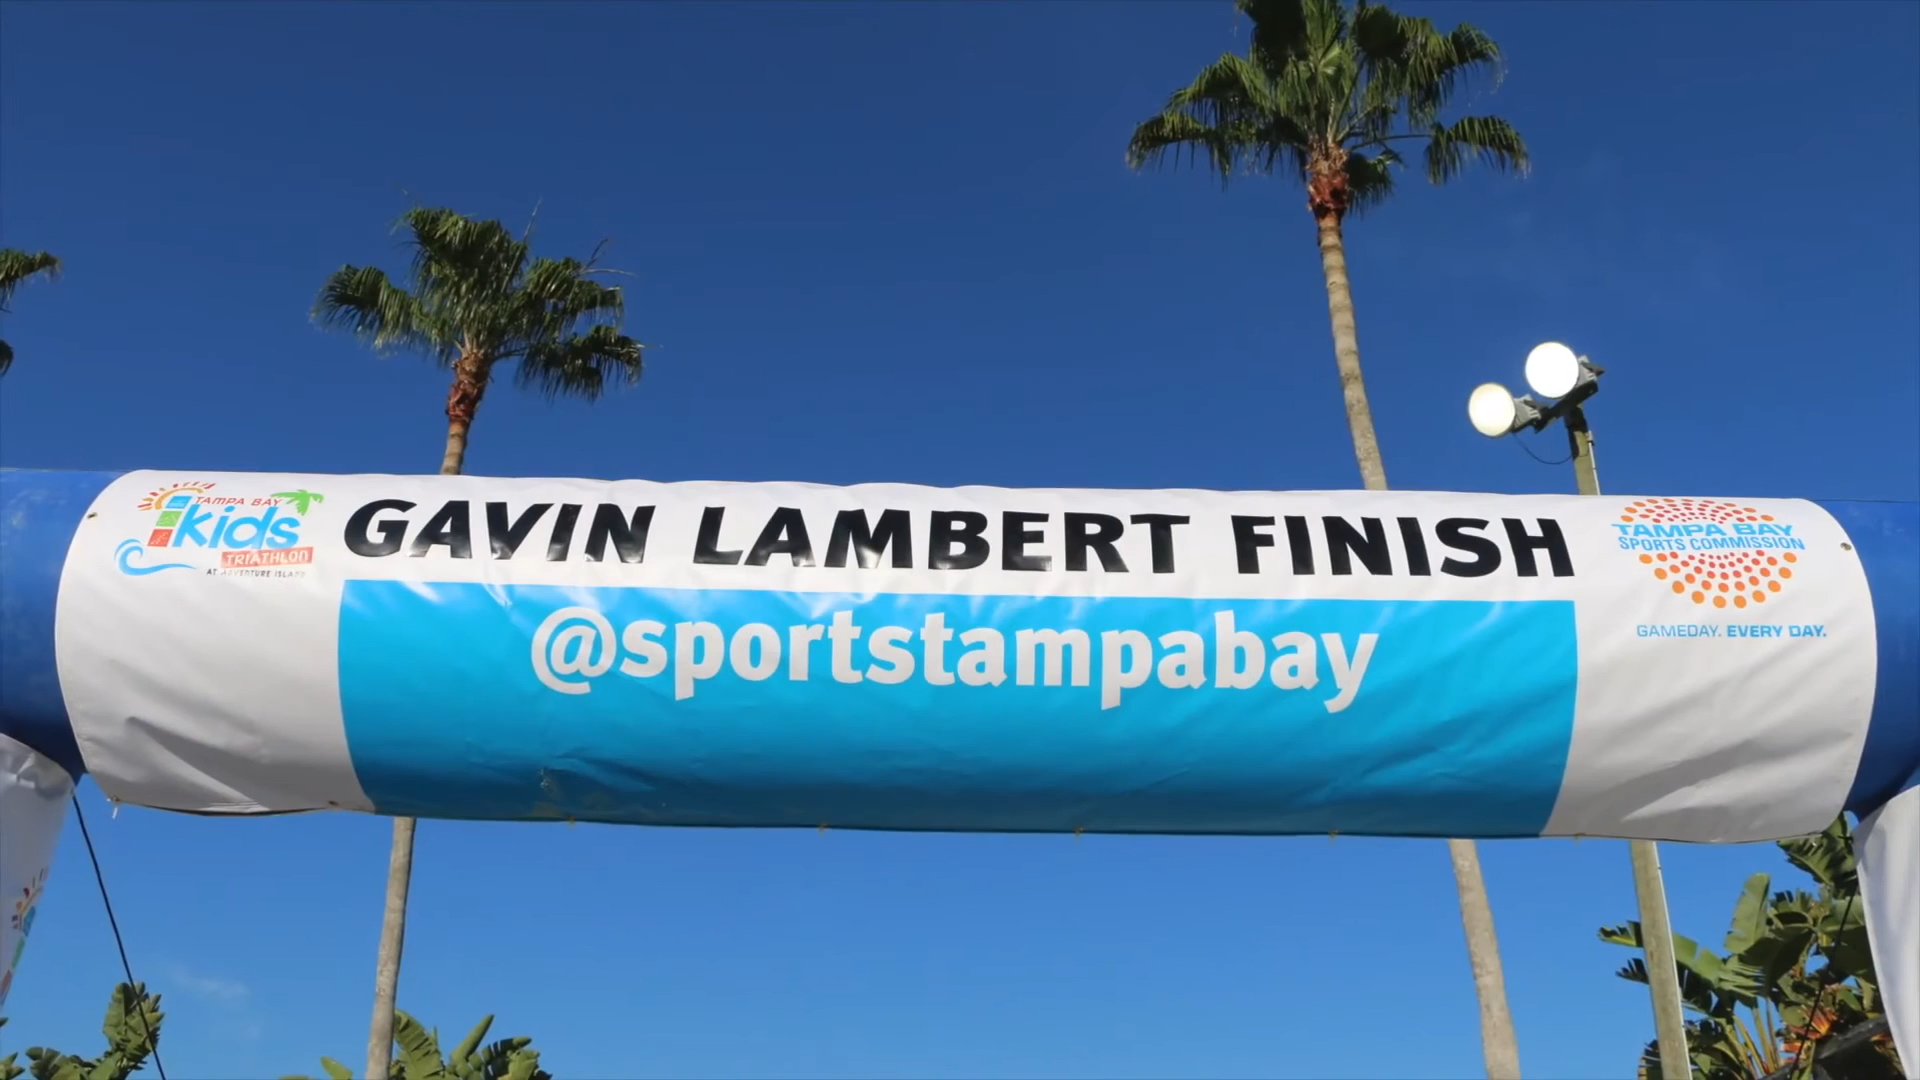 TAMPA BAY
kids
TRIATHLON
AT ADVENTURE ISLAND
GAVIN LAMBERT FINISH
@sportstampabay
TAMPA BAY
SPORTS COMMISSION
GAMEDAY. EVERY DAY.